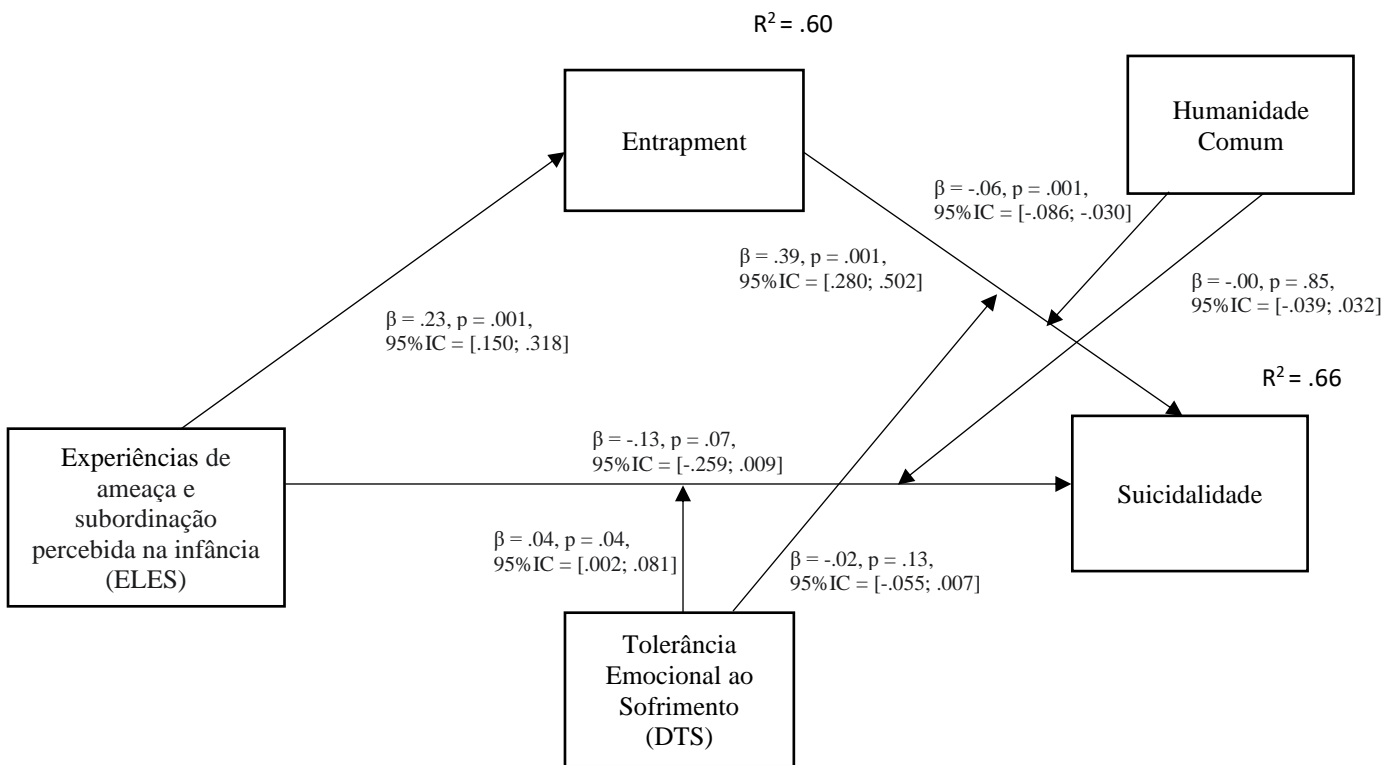 R2 = .60
Entrapment
Humanidade
Comum
β = -.06, p = .001,
95%IC = [-.086; -.030]
β = .39, p = .001,
95%IC = [.280; .502]
β = -.00, p = .85,
95%IC = [-.039; .032]
β = .23, p = .001,
95%IC = [.150; .318]
R2 = .66
Experiências de
ameaça e
subordinação
percebida na infância
(ELES)
β = -.13, p = .07,
95%IC = [-.259; .009]
Suicidalidade
β = .04, p = .04,
95%IC = [.002; .081]
β = -.02, p = .13,
95%IC = [-.055; .007]
Tolerância
Emocional ao
Sofrimento
(DTS)